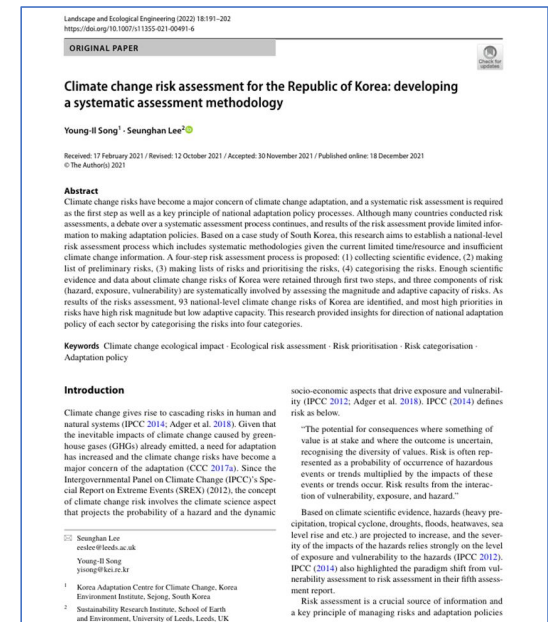 Landscape and Ecological Engineering (2022) 18:191–202
https://doi.org/10.1007/s11355-021-00491-6
ORIGINAL PAPER
Check for
updates
Climate change risk assessment for the Republic of Korea: developing
a systematic assessment methodology
Young-Il Song1 · Seunghan Lee2
Received: 17 February 2021 / Revised: 12 October 2021 / Accepted: 30 November 2021 / Published online: 18 December 2021
© The Author(s) 2021
Abstract
Climate change risks have become a major concern of climate change adaptation, and a systematic risk assessment is required
as the first step as well as a key principle of national adaptation policy processes. Although many countries conducted risk
assessments, a debate over a systematic assessment process continues, and results of the risk assessment provide limited infor-
mation to making adaptation policies. Based on a case study of South Korea, this research aims to establish a national-level
risk assessment process which includes systematic methodologies given the current limited time/resource and insufficient
climate change information. A four-step risk assessment process is proposed: (1) collecting scientific evidence, (2) making
list of preliminary risks, (3) making lists of risks and prioritising the risks, (4) categorising the risks. Enough scientific
evidence and data about climate change risks of Korea were retained through first two steps, and three components of risk
(hazard, exposure, vulnerability) are systematically involved by assessing the magnitude and adaptive capacity of risks. As
results of the risk assessment, 93 national-level climate change risks of Korea are identified, and most high priorities in
risks have high risk magnitude but low adaptive capacity. This research provided insights for direction of national adaptation
policy of each sector by categorising the risks into four categories.
Keywords Climate change ecological impact · Ecological risk assessment · Risk prioritisation · Risk categorisation ·
Adaptation policy
Introduction
Climate change gives rise to cascading risks in human and
natural systems (IPCC 2014; Adger et al. 2018). Given that
the inevitable impacts of climate change caused by green-
house gases (GHGs) already emitted, a need for adaptation
has increased and the climate change risks have become a
major concern of the adaptation (CCC 2017a). Since the
Intergovernmental Panel on Climate Change (IPCC)'s Spe-
cial Report on Extreme Events (SREX) (2012), the concept
of climate change risk involves the climate science aspect
that projects the probability of a hazard and the dynamic
Seunghan Lee
eeslee@leeds.ac.uk
Young-Il Song
yisong@kei.re.kr
1 Korea Adaptation Centre for Climate Change, Korea
Environment Institute, Sejong, South Korea
2 Sustainability Research Institute, School of Earth
and Environment, University of Leeds, Leeds, UK
socio-economic aspects that drive exposure and vulnerabil-
ity (IPCC 2012; Adger et al. 2018). IPCC (2014) defines
risk as below.
"The potential for consequences where something of
value is at stake and where the outcome is uncertain,
recognising the diversity of values. Risk is often rep-
resented as a probability of occurrence of hazardous
events or trends multiplied by the impacts of these
events or trends occur. Risk results from the interac-
tion of vulnerability, exposure, and hazard."
Based on climate scientific evidence, hazards (heavy pre-
cipitation, tropical cyclone, droughts, floods, heatwaves, sea
level rise and etc.) are projected to increase, and the sever-
ity of the impacts of the hazards relies strongly on the level
of exposure and vulnerability to the hazards (IPCC 2012).
IPCC (2014) also highlighted the paradigm shift from vul-
nerability assessment to risk assessment in their fifth assess-
ment report.
Risk assessment is a crucial source of information and
a key principle of managing risks and adaptation policies